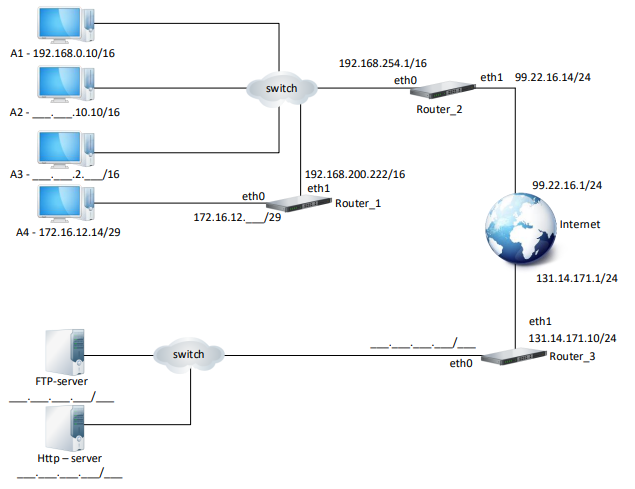 A1 - 192.168.0.10/16
switch
192.168.254.1/16
eth0
eth1
99.22.16.14/24
Router_2
A2 - ___.___.10.10/16
A3 - ___.___.2.___/16
192.168.200.222/16
eth1
eth0
Router_1
172.16.12.___/29
A4 - 172.16.12.14/29
99.22.16.1/24
Internet
131.14.171.1/24
eth1
131.14.171.10/24
___.___.___.___/___
eth0
Router_3
switch
FTP-server
___.___.___.___/___
Http – server
___.___.___.___/___